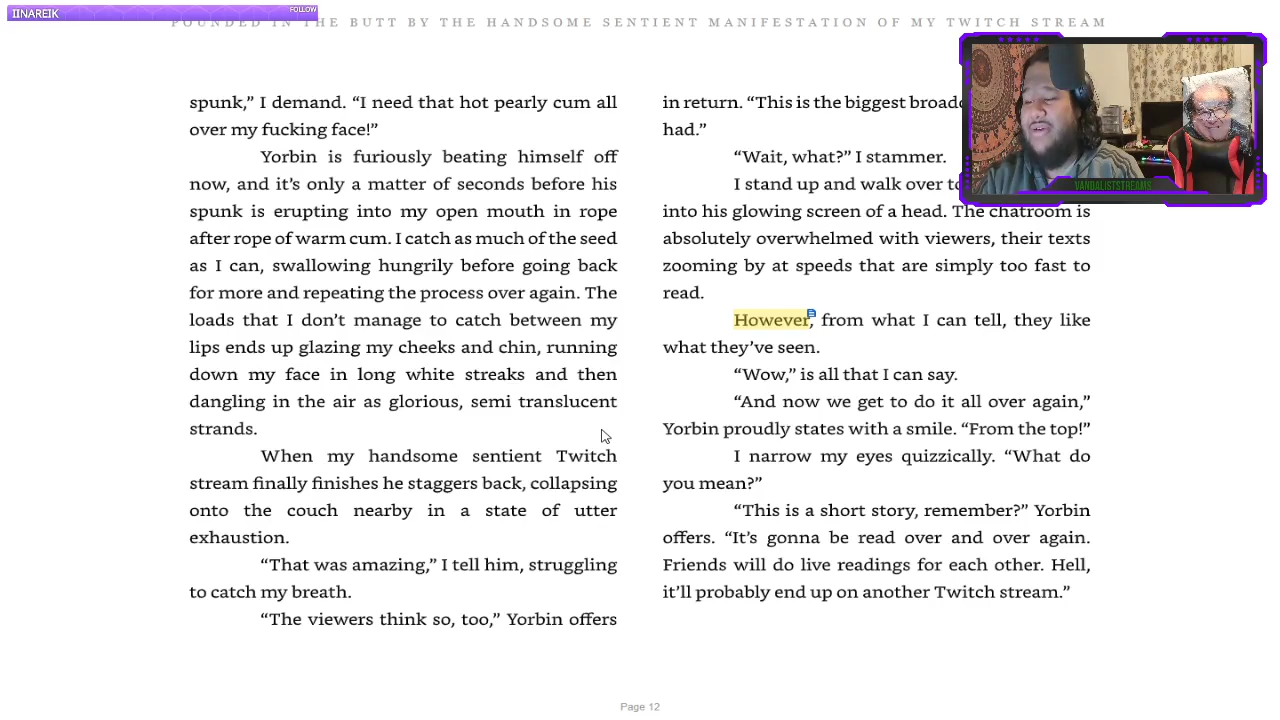 IINAREIK
FOLLOW
POUNDED IN THE BUTT BY THE HANDSOME SENTIENT MANIFESTATION OF MY TWITCH STREAM
spunk,” I demand. “I need that hot pearly cum all
over my fucking face!”
Yorbin is furiously beating himself off
now, and it’s only a matter of seconds before his
spunk is erupting into my open mouth in rope
after rope of warm cum. I catch as much of the seed
as I can, swallowing hungrily before going back
for more and repeating the process over again. The
loads that I don’t manage to catch between my
lips ends up glazing my cheeks and chin, running
down my face in long white streaks and then
dangling in the air as glorious, semi translucent
strands.
When my handsome sentient Twitch
stream finally finishes he staggers back, collapsing
onto the couch nearby in a state of utter
exhaustion.
“That was amazing,” I tell him, struggling
to catch my breath.
“The viewers think so, too,” Yorbin offers
in return. “This is the biggest
had.”
“Wait, what?” I stammer.
I stand up and walk over
into his glowing screen of a head. The chatroom is
absolutely overwhelmed with viewers, their texts
zooming by at speeds that are simply too fast to
read.
However, from what I can tell, they like
what they’ve seen.
“Wow,” is all that I can say.
“And now we get to do it all over again,”
Yorbin proudly states with a smile. “From the top!”
I narrow my eyes quizzically. “What do
you mean?”
“This is a short story, remember?” Yorbin
offers. “It’s gonna be read over and over again.
Friends will do live readings for each other. Hell,
it’ll probably end up on another Twitch stream.”
VANDALISTSTREAMS
Page 12